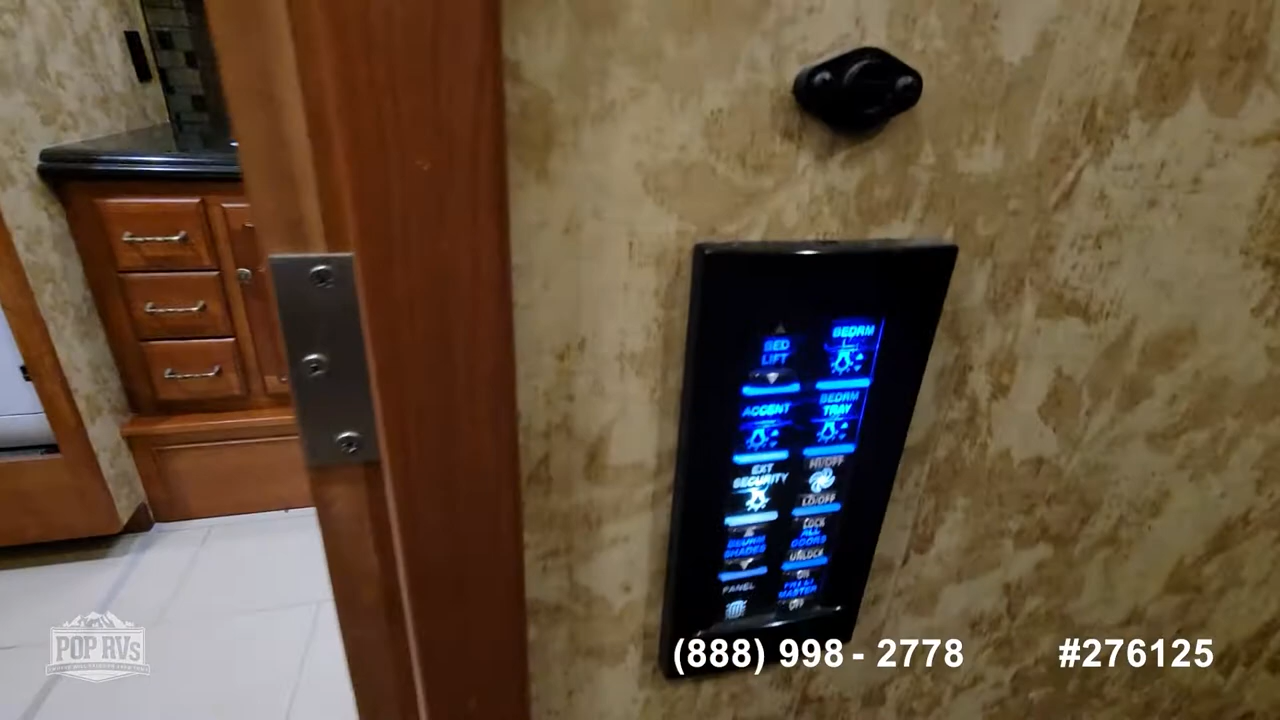 BED
LIFT
BEDRM
ACCENT
BEDRM
TRAY
EXT
SECURITY
HI/OFF
LO/OFF
BEDRM
SHADES
LOCK
ALL
DOORS
UNLOCK
PANEL
ON
MASTER
OFF
POP RVs
(888) 998 - 2778
#276125